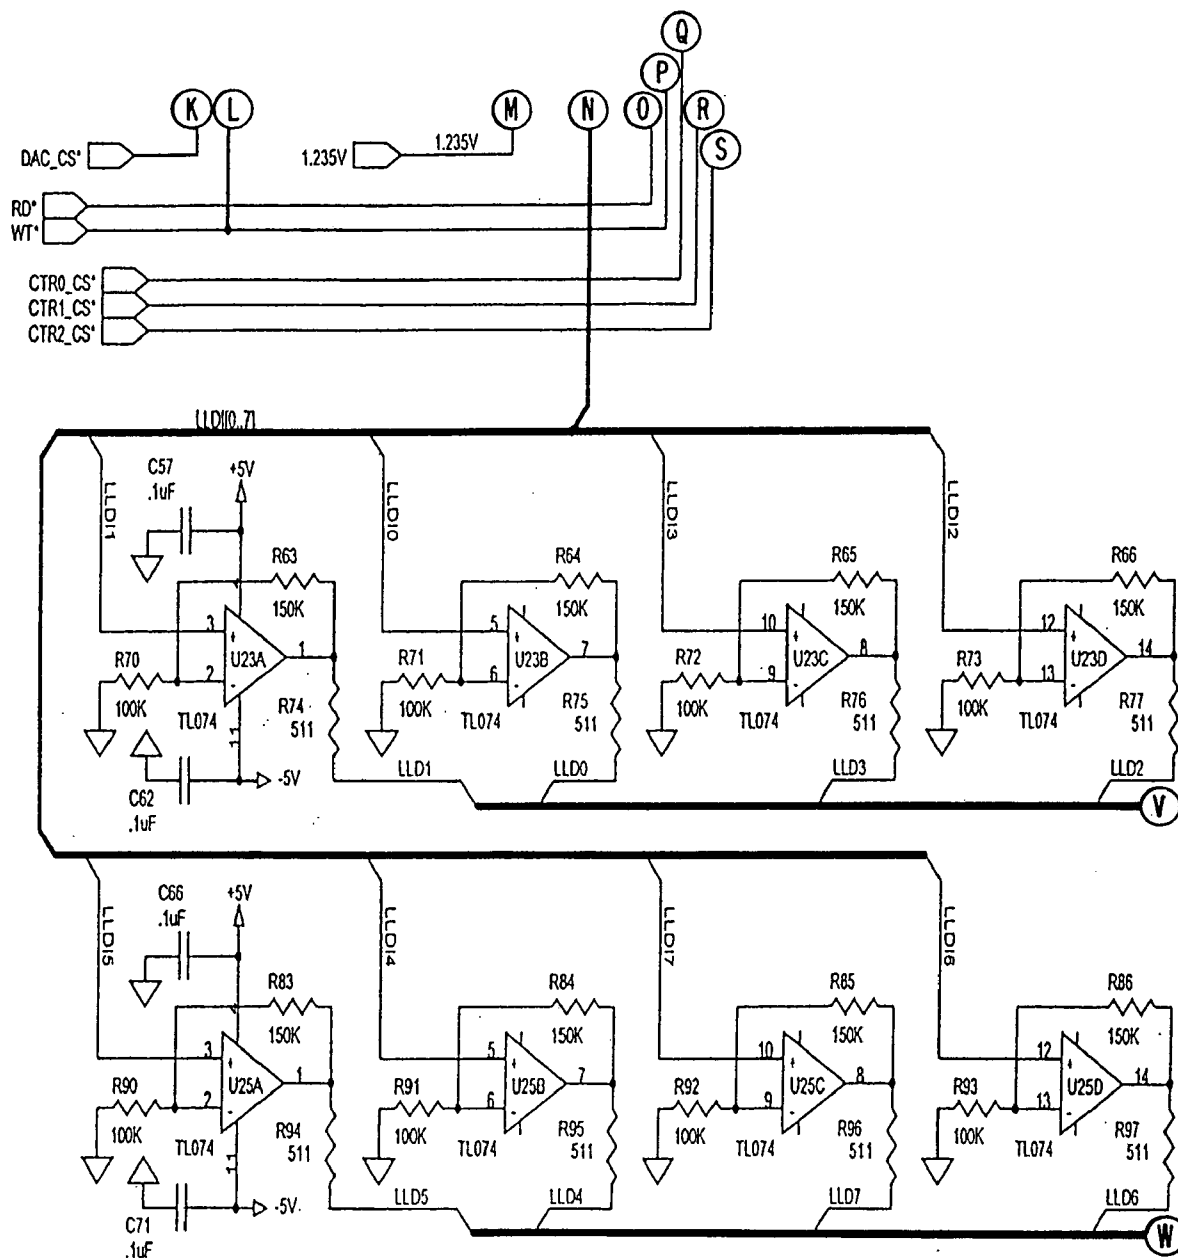 Q
P
K L M N O R
S
DAC_CS*
1.235V 1.235V
RD*
WT*
CTR0_CS*
CTR1_CS*
CTR2_CS*
LLDI[0..7]
LLDI1 LLDI0 LLDI3 LLDI2
C57 +5V
.1uF
R63 R64 R65 R66
150K 150K 150K 150K
3 + U23A 1 5 + U23B 7 10 + U23C 8 12 + U23D 14
R70 2 - R71 6 - R72 9 - R73 13 -
100K TL074 R74 511 100K TL074 R75 511 100K TL074 R76 511 100K TL074 R77 511
11
-5V
C62
.1uF
LLD1 LLD0 LLD3 LLD2
V
LLDI5 LLDI4 LLDI7 LLDI6
C66 +5V
.1uF
R83 R84 R85 R86
150K 150K 150K 150K
3 + U25A 1 5 + U25B 7 10 + U25C 8 12 + U25D 14
R90 2 - R91 6 - R92 9 - R93 13 -
100K TL074 R94 511 100K TL074 R95 511 100K TL074 R96 511 100K TL074 R97 511
11
-5V
C71
.1uF
LLD5 LLD4 LLD7 LLD6
W